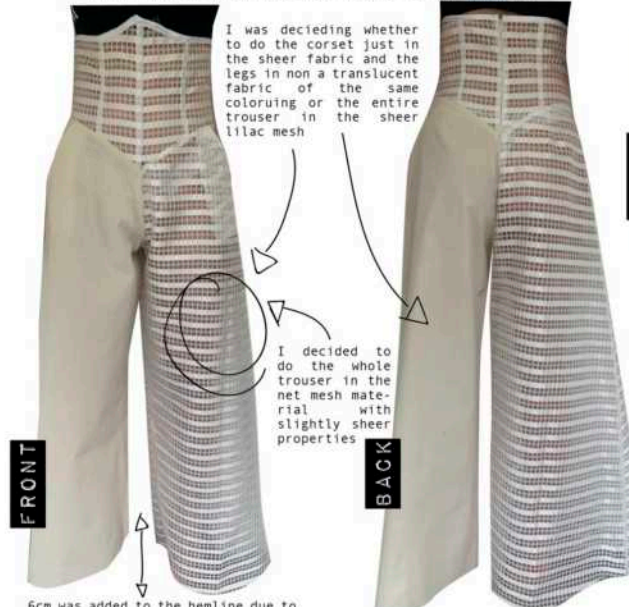 I was decieding whether
to do the corset just in
the sheer fabric and the
legs in non a translucent
fabric of the same
coloruing or the entire
trouser in the sheer
lilac mesh
I decided to
do the whole
trouser in the
net mesh mate-
rial with
slightly sheer
properties
FRONT
BACK
6cm was added to the hemline due to